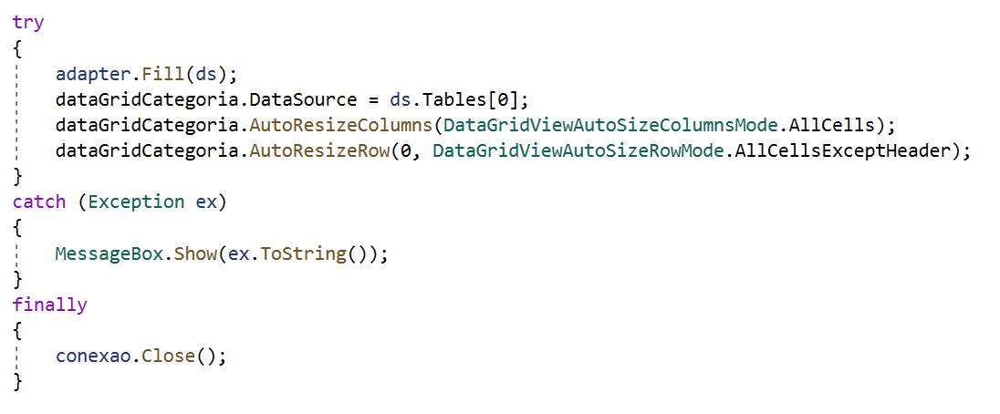 try
{
    adapter.Fill(ds);
    dataGridCategoria.DataSource = ds.Tables[0];
    dataGridCategoria.AutoResizeColumns(DataGridViewAutoSizeColumnsMode.AllCells);
    dataGridCategoria.AutoResizeRow(0, DataGridViewAutoSizeRowMode.AllCellsExceptHeader);
}
catch (Exception ex)
{
    MessageBox.Show(ex.ToString());
}
finally
{
    conexao.Close();
}